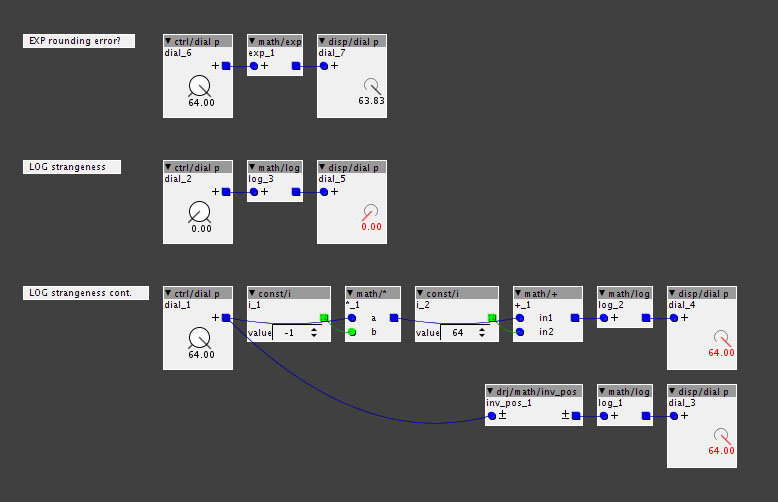 EXP rounding error?
ctrl/dial p
dial_6
+
64.00
math/exp
exp_1
+
disp/dial p
dial_7
+
63.83
LOG strangeness
ctrl/dial p
dial_2
+
0.00
math/log
log_3
+
disp/dial p
dial_5
+
0.00
LOG strangeness cont.
ctrl/dial p
dial_1
+
64.00
const/i
i_1
value -1
math/*
*_1
a
b
const/i
i_2
value 64
math/+
+_1
in1
in2
math/log
log_2
+
disp/dial p
dial_4
+
64.00
drj/math/inv_pos
inv_pos_1
± ±
math/log
log_1
+
disp/dial p
dial_3
+
64.00